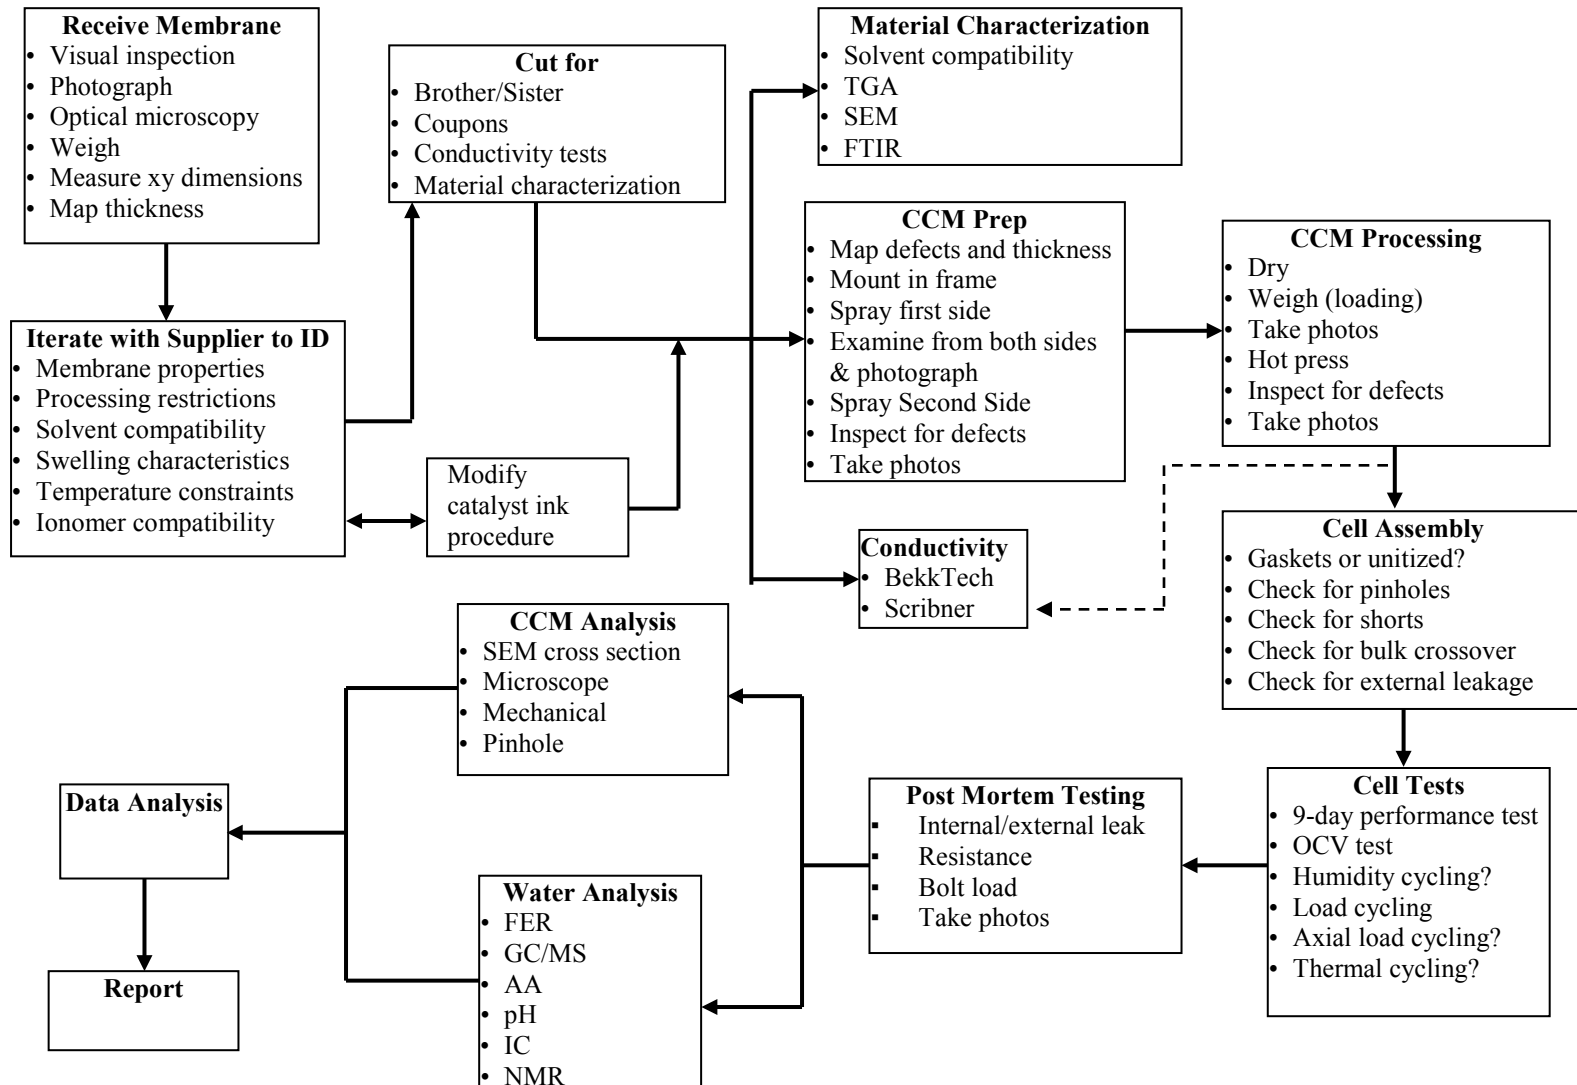 Receive Membrane
• Visual inspection
• Photograph
• Optical microscopy
• Weigh
• Measure xy dimensions
• Map thickness
Cut for
• Brother/Sister
• Coupons
• Conductivity tests
• Material characterization
Material Characterization
• Solvent compatibility
• TGA
• SEM
• FTIR
Iterate with Supplier to ID
• Membrane properties
• Processing restrictions
• Solvent compatibility
• Swelling characteristics
• Temperature constraints
• Ionomer compatibility
Modify
catalyst ink
procedure
CCM Prep
• Map defects and thickness
• Mount in frame
• Spray first side
• Examine from both sides
& photograph
• Spray Second Side
• Inspect for defects
• Take photos
CCM Processing
• Dry
• Weigh (loading)
• Take photos
• Hot press
• Inspect for defects
• Take photos
Conductivity
• BekkTech
• Scribner
Cell Assembly
• Gaskets or unitized?
• Check for pinholes
• Check for shorts
• Check for bulk crossover
• Check for external leakage
Cell Tests
• 9-day performance test
• OCV test
• Humidity cycling?
• Load cycling
• Axial load cycling?
• Thermal cycling?
Post Mortem Testing
▪ Internal/external leak
▪ Resistance
▪ Bolt load
▪ Take photos
CCM Analysis
• SEM cross section
• Microscope
• Mechanical
• Pinhole
Water Analysis
• FER
• GC/MS
• AA
• pH
• IC
• NMR
Data Analysis
Report